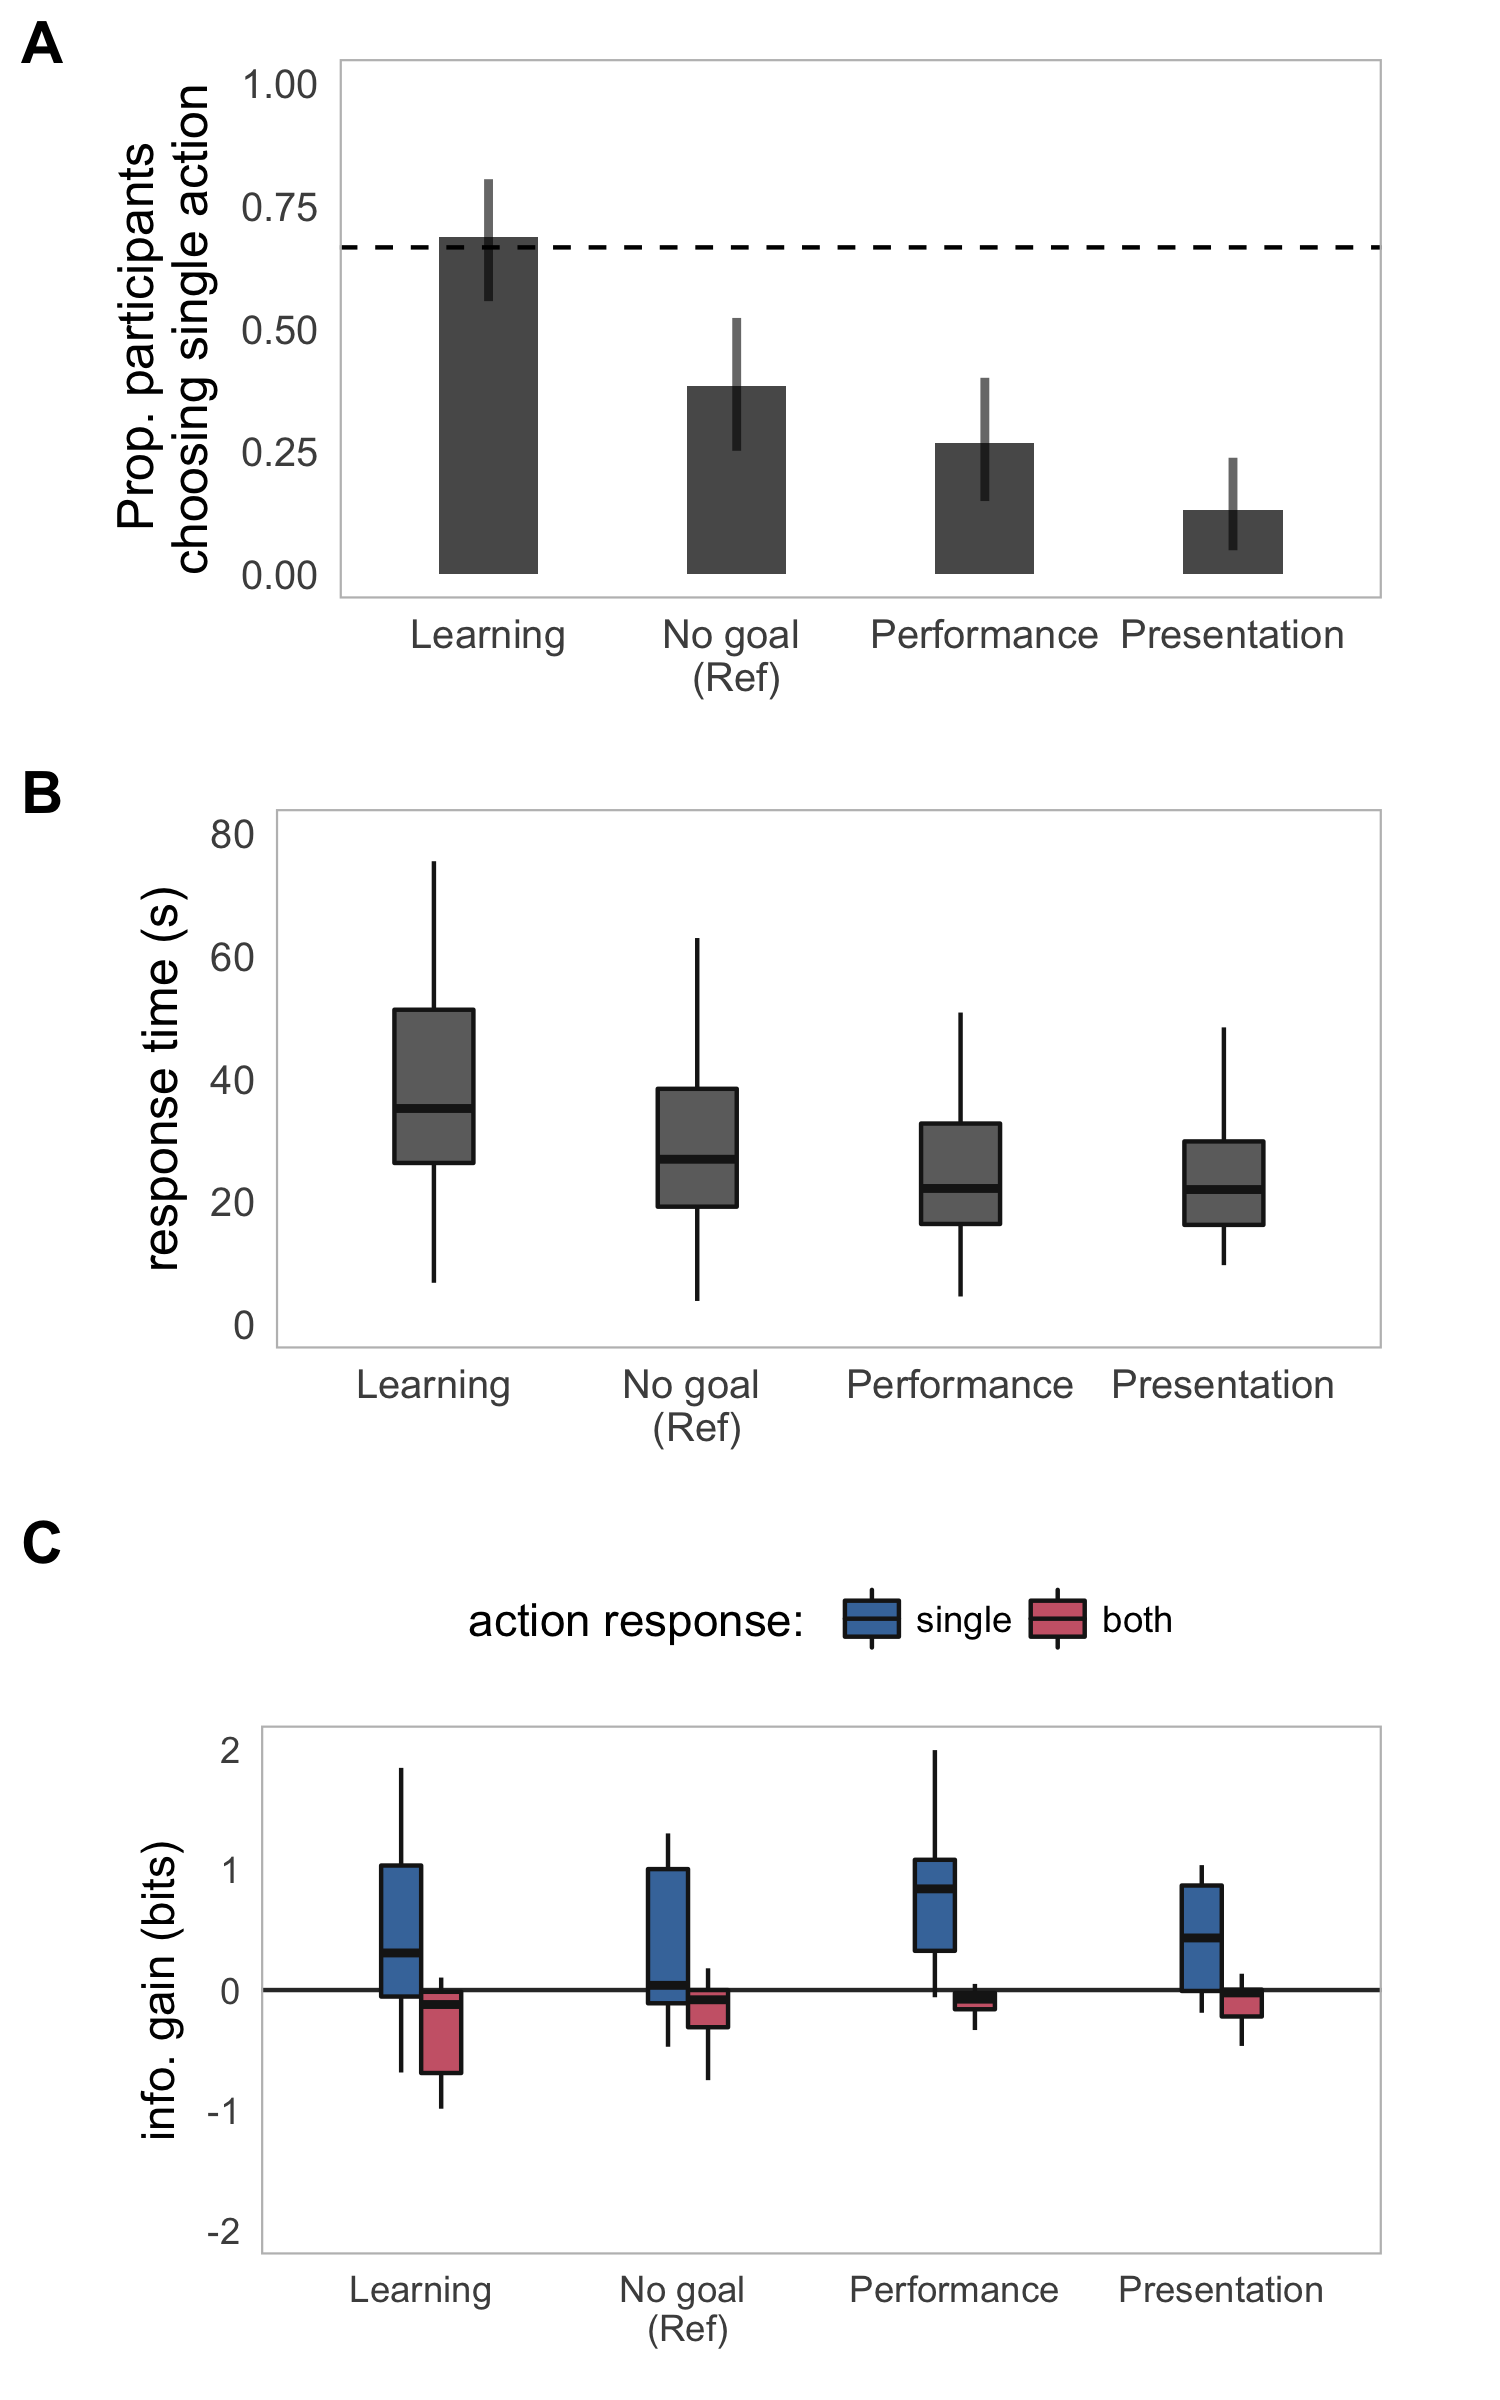 A
Prop. participants
choosing single action
1.00
0.75
0.50
0.25
0.00
Learning
No goal
(Ref)
Performance
Presentation
B
response time (s)
80
60
40
20
0
Learning
No goal
(Ref)
Performance
Presentation
C
action response:
single
both
info. gain (bits)
2
1
0
-1
-2
Learning
No goal
(Ref)
Performance
Presentation